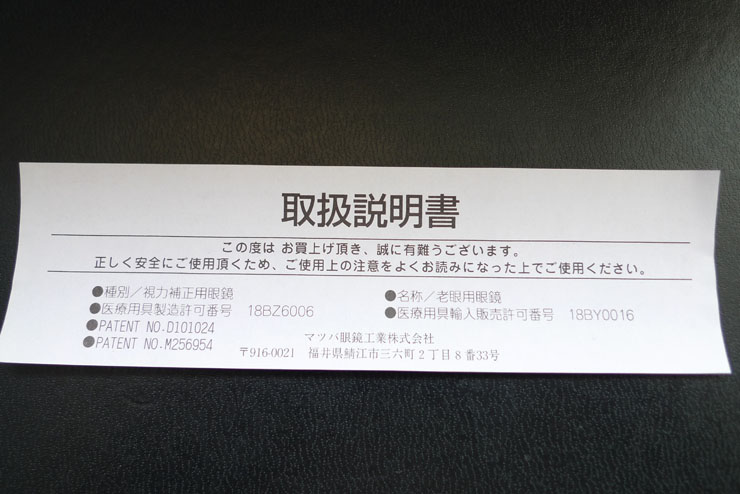 取扱説明書
この度は お買上げ頂き、誠に有難うございます。
正しく安全にご使用頂くため、ご使用上の注意をよくお読みになった上でご使用ください。
●種別／視力補正用眼鏡 ●名称／老眼用眼鏡
●医療用具製造許可番号 18BZ6006 ●医療用具輸入販売許可番号 18BY0016
●PATENT NO.D101024
●PATENT NO.M256954
マツバ眼鏡工業株式会社
〒916-0021 福井県鯖江市三六町２丁目８番33号